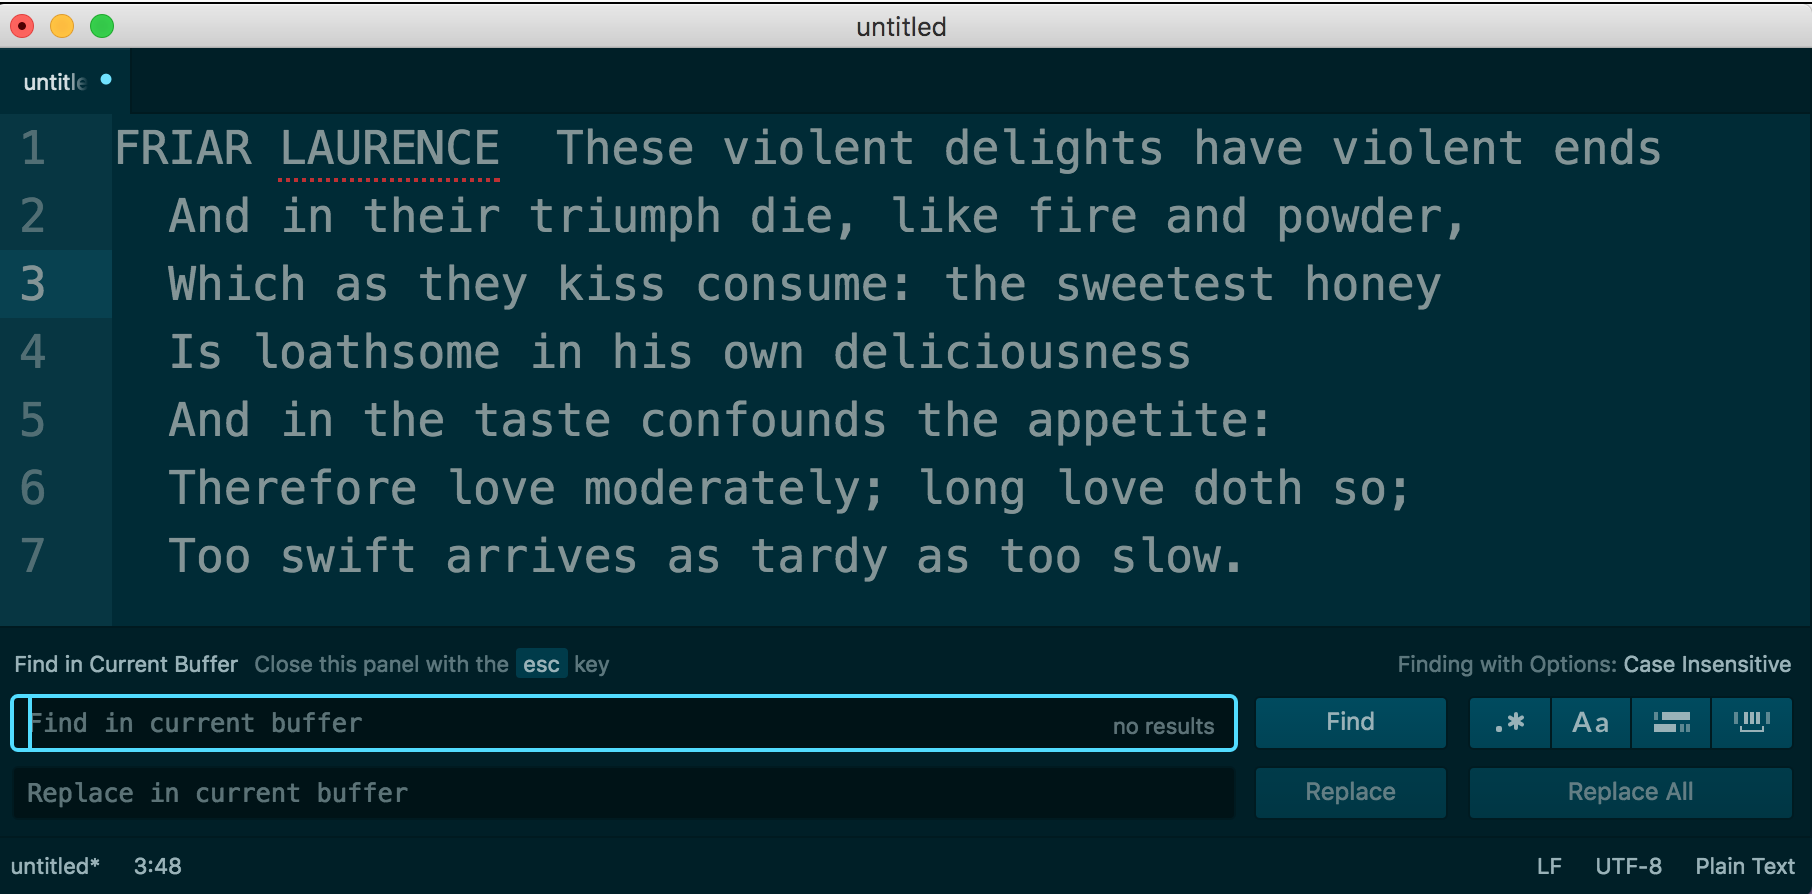 untitled
untitle
1 FRIAR LAURENCE  These violent delights have violent ends
2   And in their triumph die, like fire and powder,
3   Which as they kiss consume: the sweetest honey
4   Is loathsome in his own deliciousness
5   And in the taste confounds the appetite:
6   Therefore love moderately; long love doth so;
7   Too swift arrives as tardy as too slow.
Find in Current Buffer Close this panel with the esc key Finding with Options: Case Insensitive
Find in current buffer no results Find .* Aa
Replace in current buffer Replace Replace All
untitled* 3:48 LF UTF-8 Plain Text